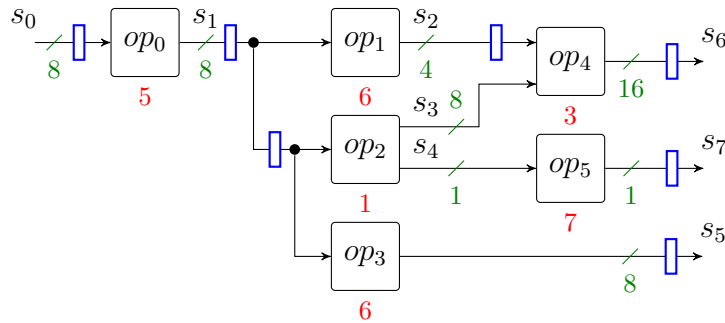 s₀ s₁ s₂ s₆
op₀ op₁ op₄
8 8 4 16
5 6 s₃ 8 3
s₄ s₇
op₂ op₅
1 1 1
7
s₅
op₃
8
6